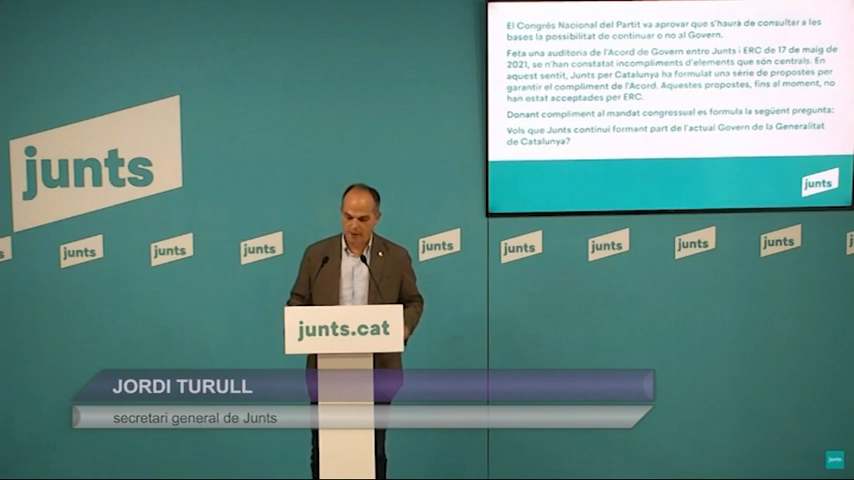 El Congrés Nacional del Partit va aprovar que s'haurà de consultar a les
bases la possibilitat de continuar o no al Govern.
Feta una auditoria de l'Acord de Govern entre Junts i ERC de 17 de maig de
2021, se n'han constatat incompliments d'elements que són centrals. En
aquest sentit, Junts per Catalunya ha formulat una sèrie de propostes per
garantir el compliment de l'Acord. Aquestes propostes, fins al moment, no
han estat acceptades per ERC.
Donant compliment al mandat congressual es formula la següent pregunta:
Vols que Junts continuï formant part de l'actual Govern de la Generalitat
de Catalunya?
junts
junts
junts
junts
junts
junts
junts
junts
junts
junts
junts.cat
JORDI TURULL
secretari general de Junts
junts